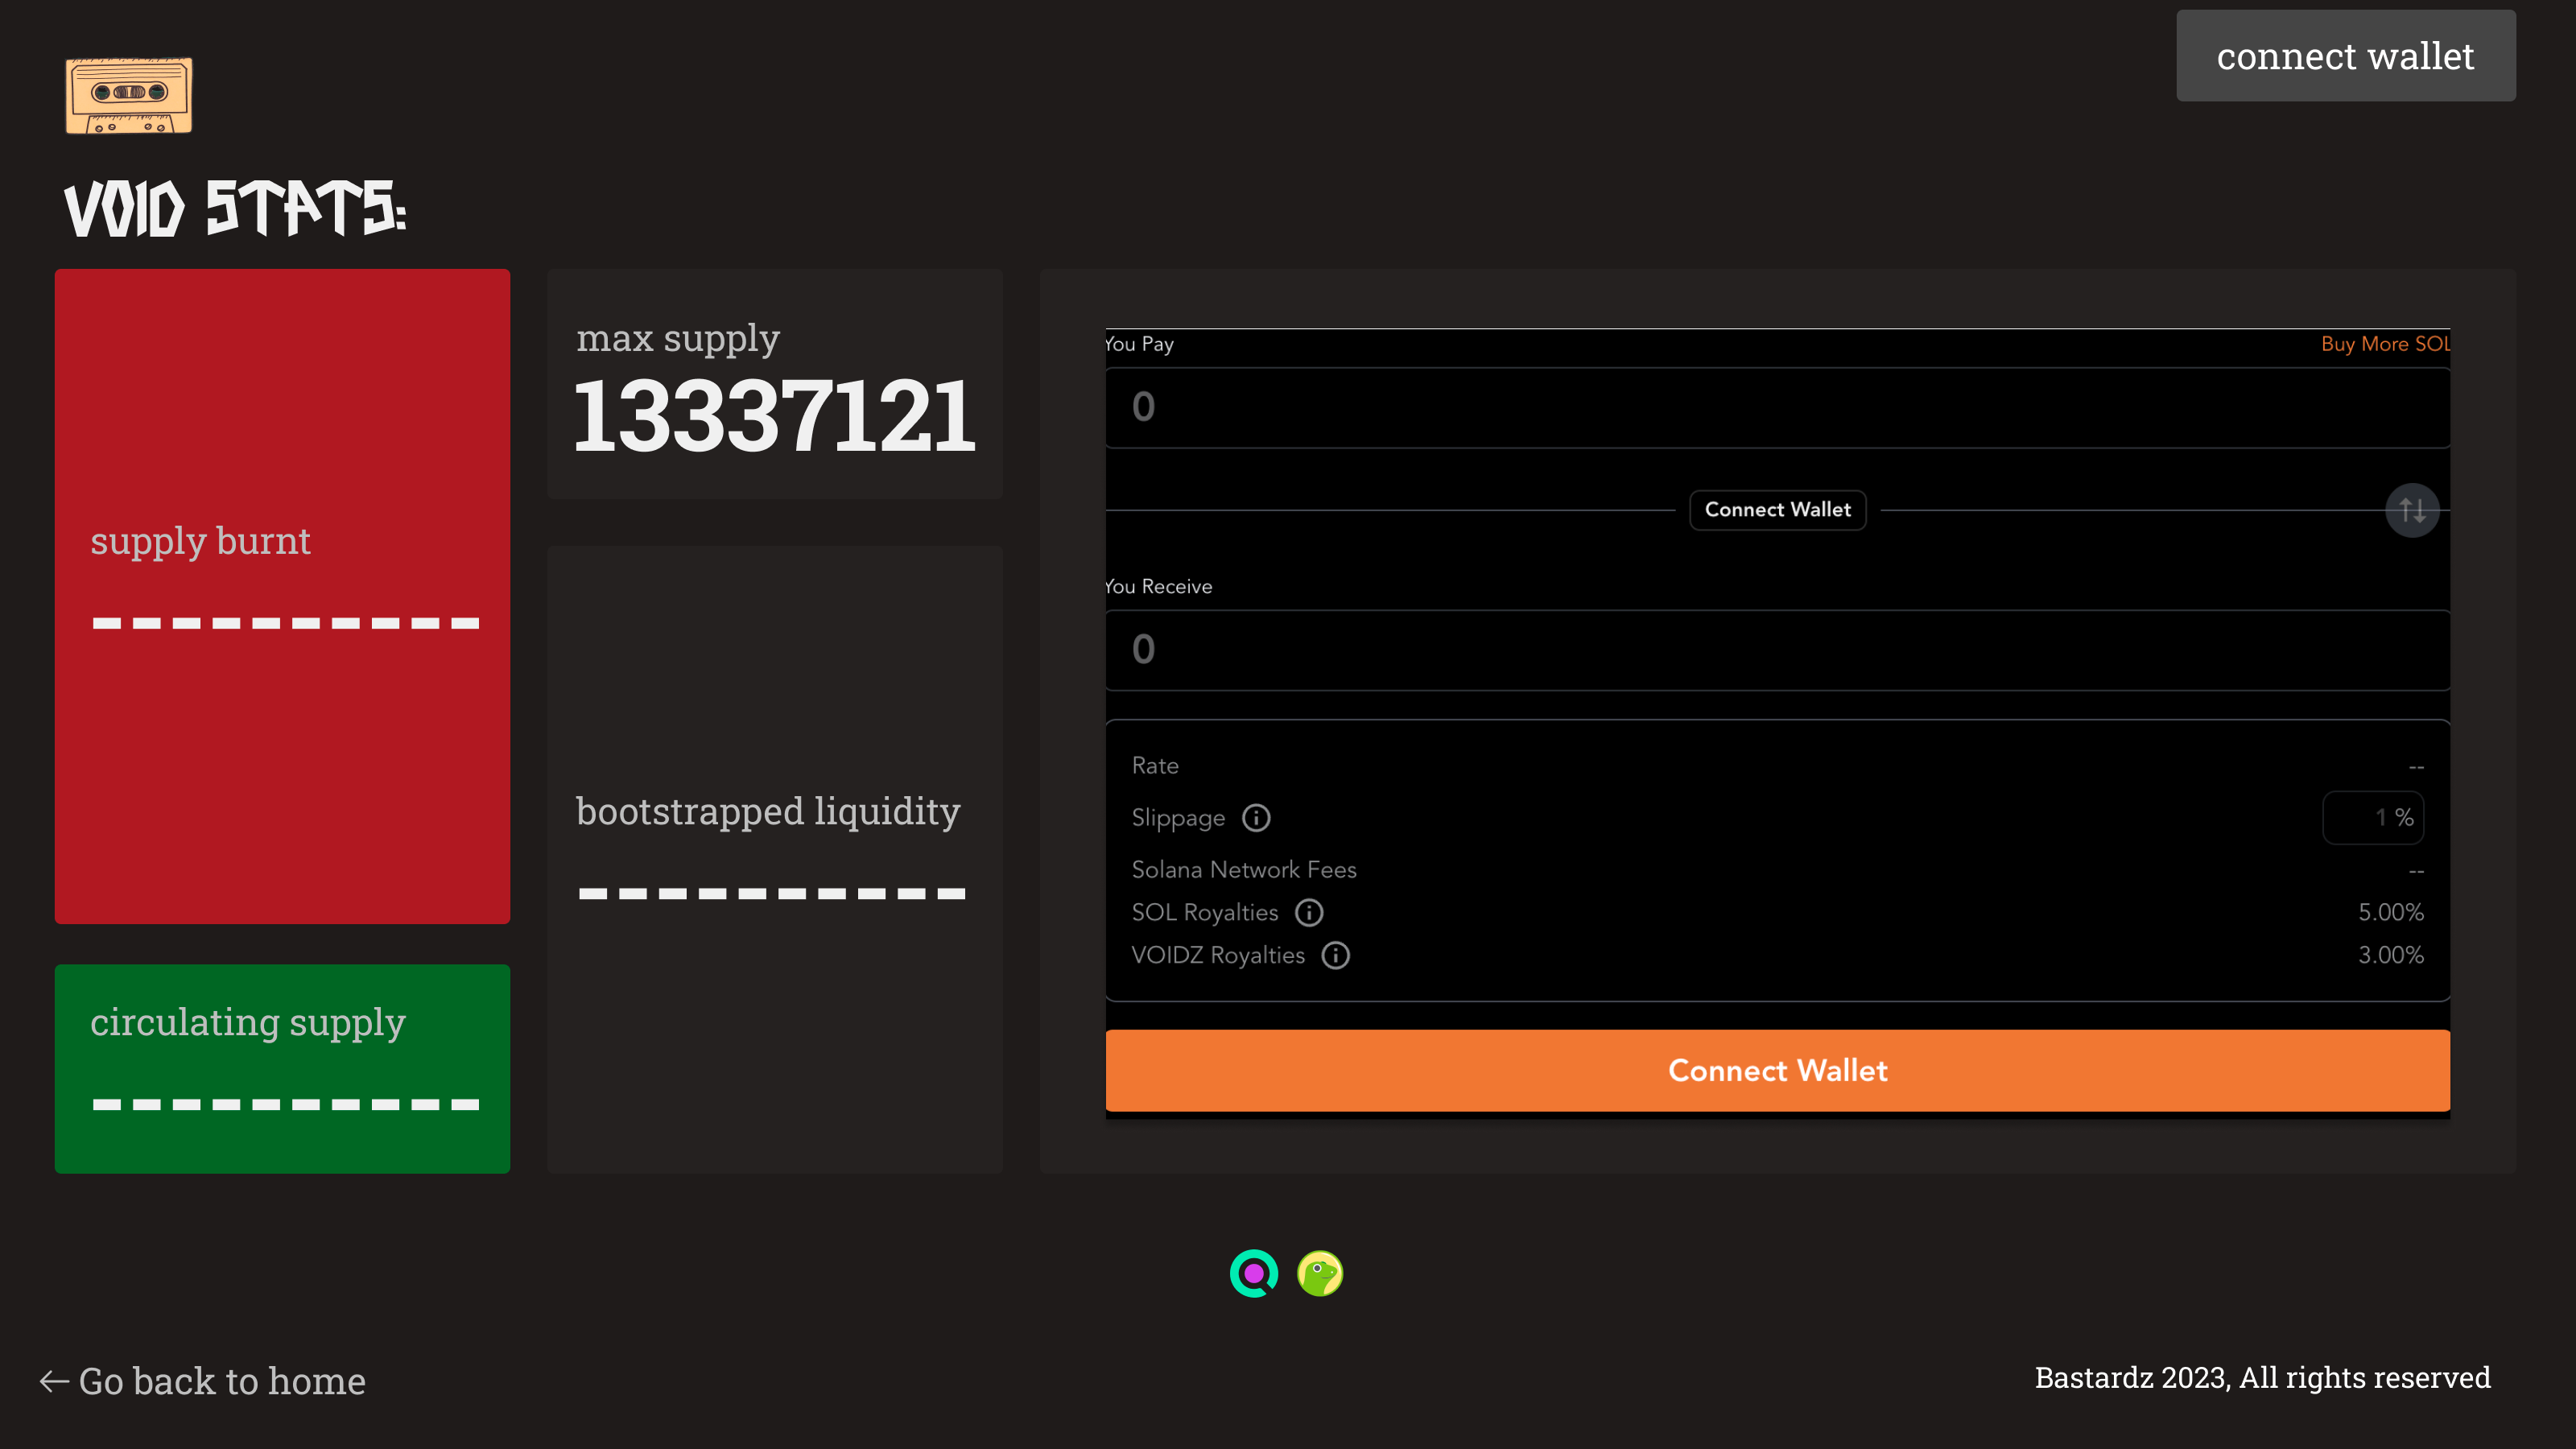 connect wallet
VOID STATS:
supply burnt
----------
circulating supply
----------
max supply
13337121
bootstrapped liquidity
----------
You Pay
Buy More SOL
0
Connect Wallet
You Receive
0
Rate --
Slippage 1 %
Solana Network Fees --
SOL Royalties 5.00%
VOIDZ Royalties 3.00%
Connect Wallet
Go back to home
Bastardz 2023, All rights reserved